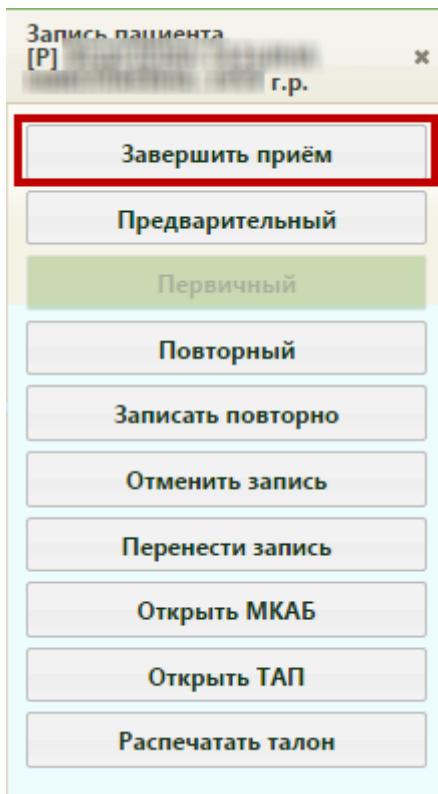 Запись пациента
[P]
г.р.
Завершить приём
Предварительный
Первичный
Повторный
Записать повторно
Отменить запись
Перенести запись
Открыть МКАБ
Открыть ТАП
Распечатать талон